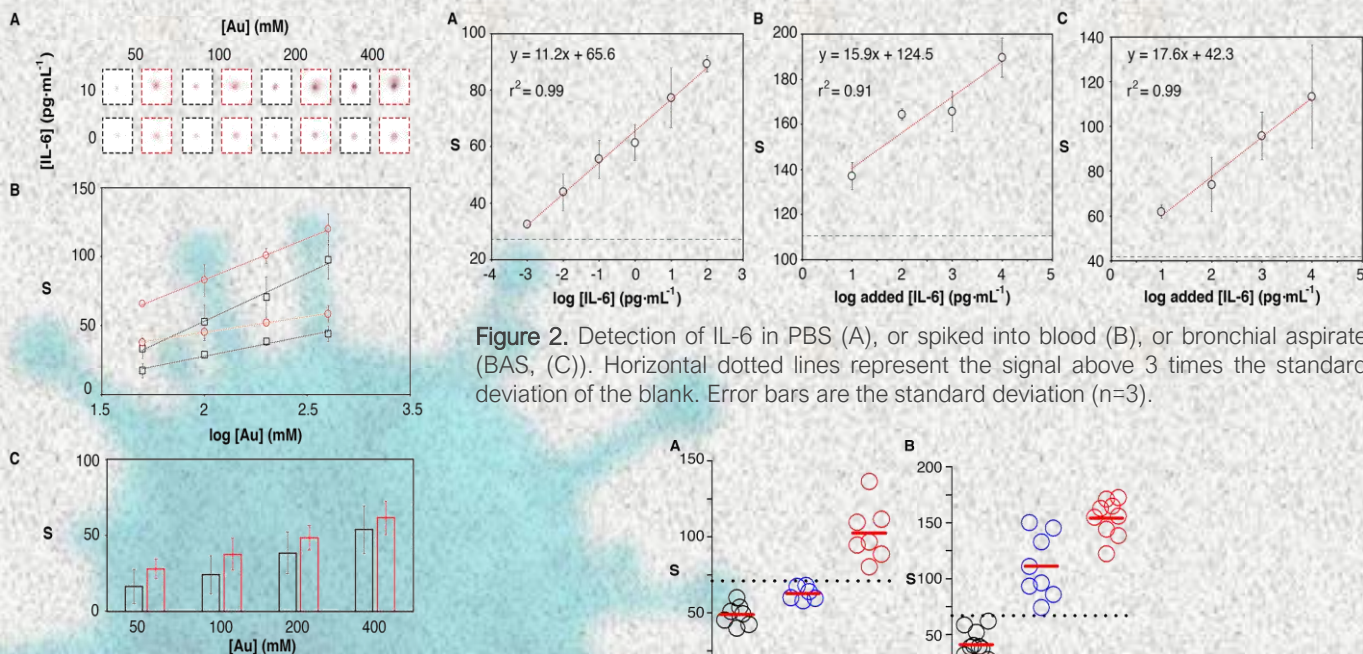 A
[Au] (mM)
50 100 200 400
[IL-6] (pg·mL⁻¹)
10
0
B
150
100
S
50
0
1.5 2 2.5 3.5
log [Au] (mM)
C
100
S
50
0
50 100 200 400
[Au] (mM)
A
100
y = 11.2x + 65.6
80
r² = 0.99
60
S
40
20
-4 -3 -2 -1 0 1 2 3
log [IL-6] (pg·mL⁻¹)
B
200
y = 15.9x + 124.5
180
r² = 0.91
160
S
140
120
100
0 1 2 3 4 5
log added [IL-6] (pg·mL⁻¹)
C
140
120
y = 17.6x + 42.3
100
r² = 0.99
S
80
60
40
0 1 2 3 4 5
log added [IL-6] (pg·mL⁻¹)
Figure 2. Detection of IL-6 in PBS (A), or spiked into blood (B), or bronchial aspirate
(BAS, (C)). Horizontal dotted lines represent the signal above 3 times the standard
deviation of the blank. Error bars are the standard deviation (n=3).
A
150
100
S
50
B
200
150
S
100
50